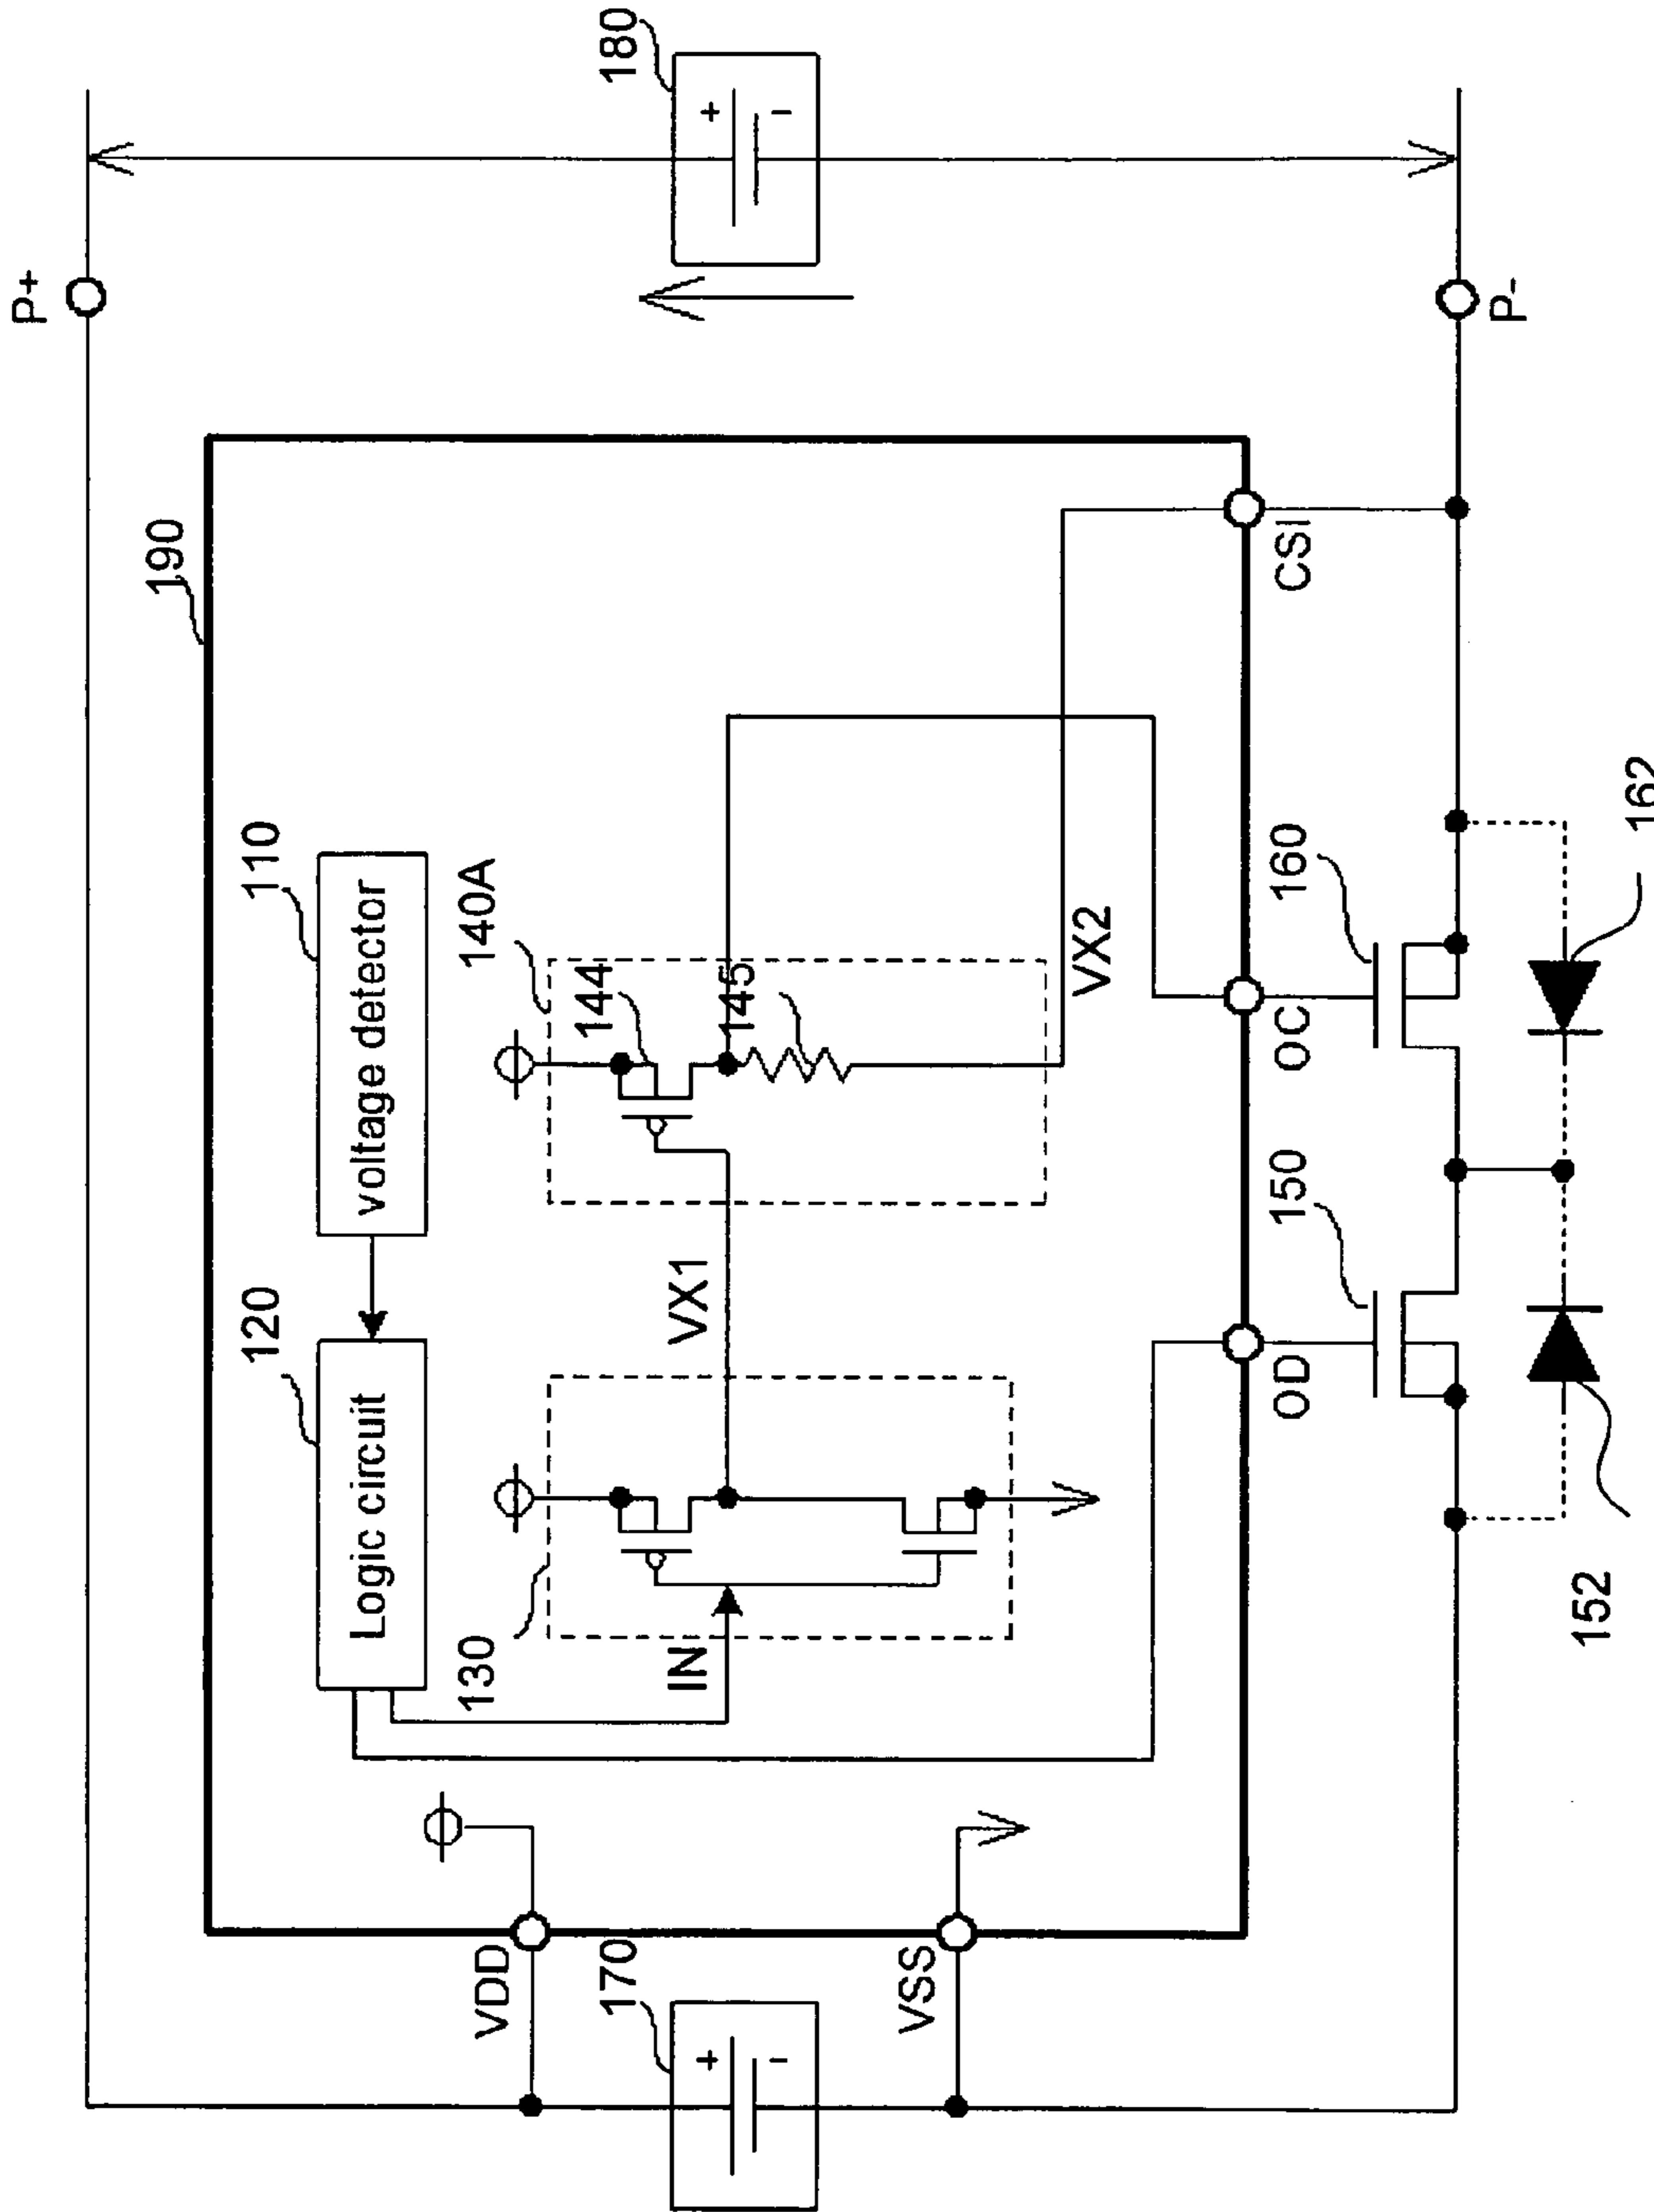 P+
180
+
-
190
110
voltage detector
120
Logic circuit
140A
144
145
130
IN
VX1
VX2
VDD
170
+
-
VSS
OD
OC
CSI
150
160
P-
152
162